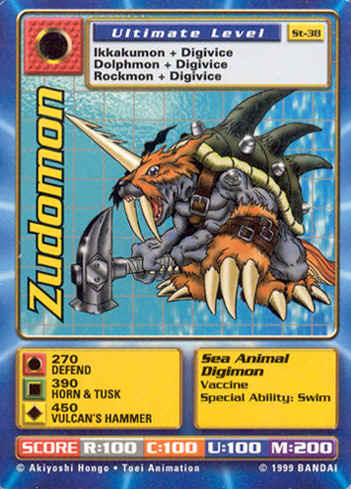 Ultimate Level
St-38
Ikkakumon + Digivice
Dolphmon + Digivice
Rockmon + Digivice
Zudomon
270
DEFEND
390
HORN & TUSK
450
VULCAN'S HAMMER
Sea Animal
Digimon
Vaccine
Special Ability: Swim
SCORE R:100 C:100 U:100 M:200
© Akiyoshi Hongo • Toei Animation © 1999 BANDAI